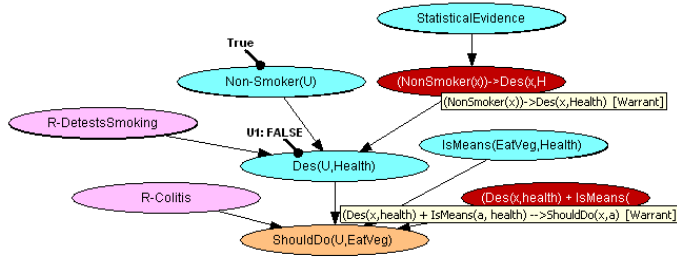 StatisticalEvidence
True
Non-Smoker(U)
(NonSmoker(x))->Des(x,H
(NonSmoker(x))->Des(x,Health) [Warrant]
R-DetestsSmoking
U1: FALSE
IsMeans(EatVeg,Health)
Des(U,Health)
R-Colitis
(Des(x,health) + IsMeans(
(Des(x,health) + IsMeans(a, health) -->ShouldDo(x,a) [Warrant]
ShouldDo(U,EatVeg)